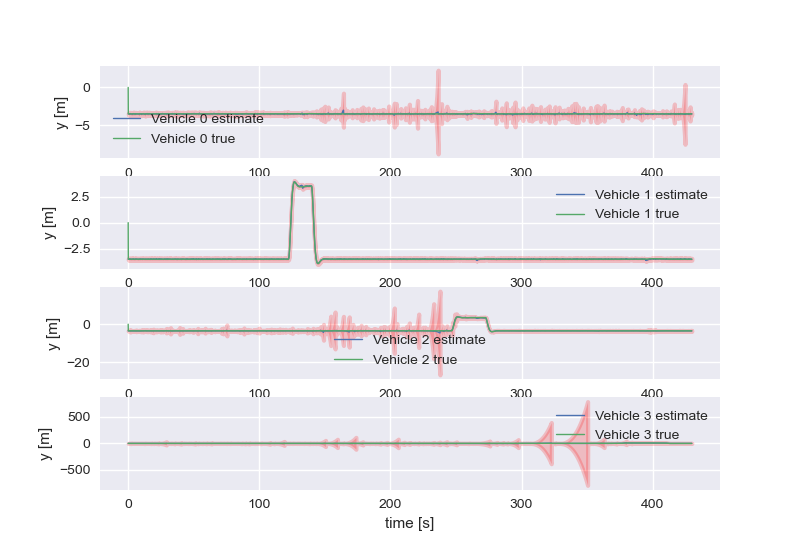 0
−5
y [m]
Vehicle 0 estimate
Vehicle 0 true
0 100 200 300 400
2.5
0.0
−2.5
y [m]
Vehicle 1 estimate
Vehicle 1 true
0 100 200 300 400
0
−20
y [m]
Vehicle 2 estimate
Vehicle 2 true
0 100 200 300 400
500
0
−500
y [m]
Vehicle 3 estimate
Vehicle 3 true
0 100 200 300 400
time [s]